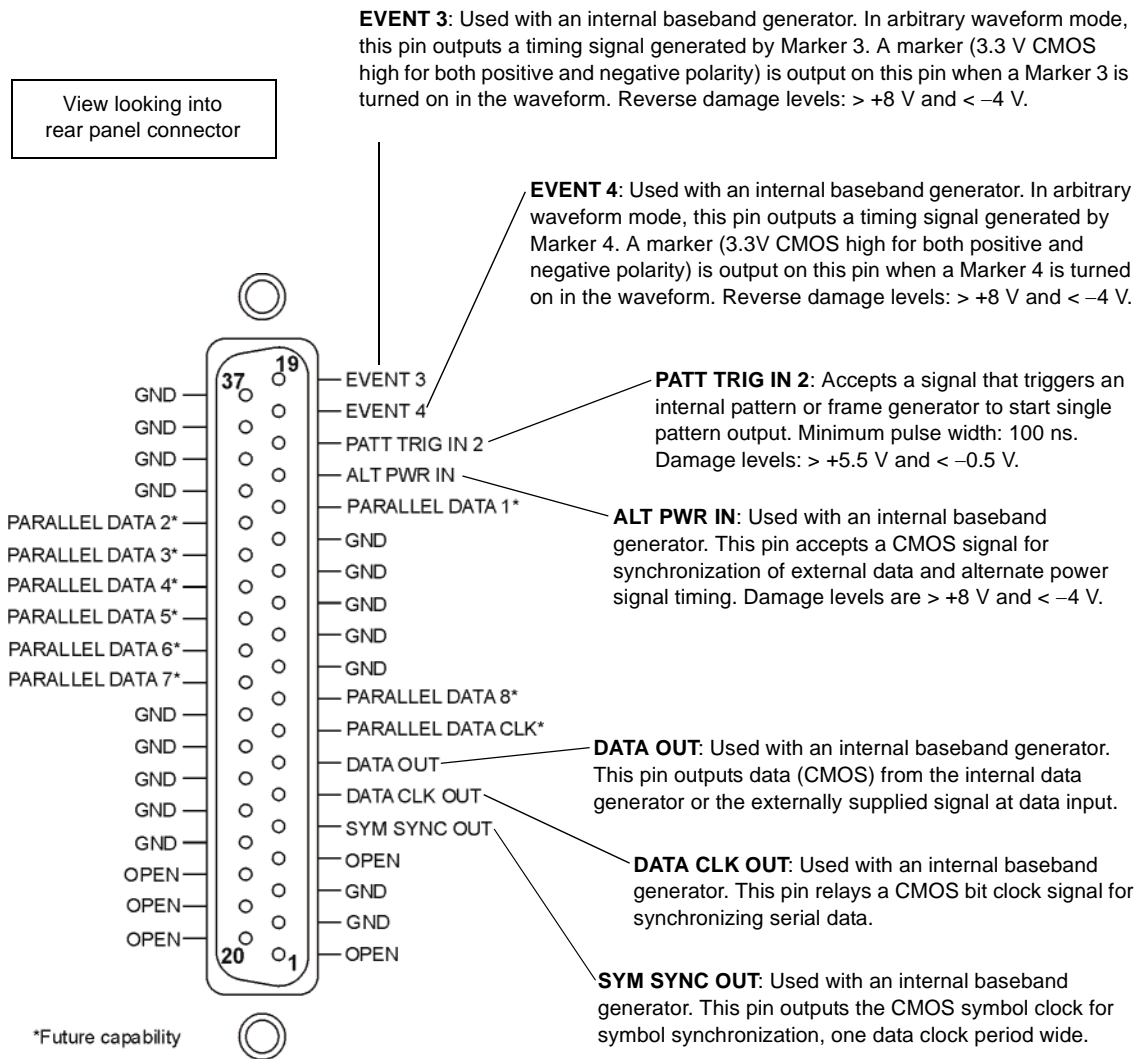 EVENT 3: Used with an internal baseband generator. In arbitrary waveform mode,
this pin outputs a timing signal generated by Marker 3. A marker (3.3 V CMOS
high for both positive and negative polarity) is output on this pin when a Marker 3 is
turned on in the waveform. Reverse damage levels: > +8 V and < −4 V.
View looking into
rear panel connector
EVENT 4: Used with an internal baseband generator. In arbitrary
waveform mode, this pin outputs a timing signal generated by
Marker 4. A marker (3.3V CMOS high for both positive and
negative polarity) is output on this pin when a Marker 4 is turned
on in the waveform. Reverse damage levels: > +8 V and < −4 V.
PATT TRIG IN 2: Accepts a signal that triggers an
internal pattern or frame generator to start single
pattern output. Minimum pulse width: 100 ns.
Damage levels: > +5.5 V and < −0.5 V.
ALT PWR IN: Used with an internal baseband
generator. This pin accepts a CMOS signal for
synchronization of external data and alternate power
signal timing. Damage levels are > +8 V and < −4 V.
DATA OUT: Used with an internal baseband generator.
This pin outputs data (CMOS) from the internal data
generator or the externally supplied signal at data input.
DATA CLK OUT: Used with an internal baseband
generator. This pin relays a CMOS bit clock signal for
synchronizing serial data.
SYM SYNC OUT: Used with an internal baseband
generator. This pin outputs the CMOS symbol clock for
symbol synchronization, one data clock period wide.
37
19
GND
GND
GND
GND
PARALLEL DATA 2*
PARALLEL DATA 3*
PARALLEL DATA 4*
PARALLEL DATA 5*
PARALLEL DATA 6*
PARALLEL DATA 7*
GND
GND
GND
GND
GND
OPEN
OPEN
OPEN
EVENT 3
EVENT 4
PATT TRIG IN 2
ALT PWR IN
PARALLEL DATA 1*
GND
GND
GND
GND
GND
PARALLEL DATA 8*
PARALLEL DATA CLK*
DATA OUT
DATA CLK OUT
SYM SYNC OUT
OPEN
GND
GND
OPEN
20
1
*Future capability